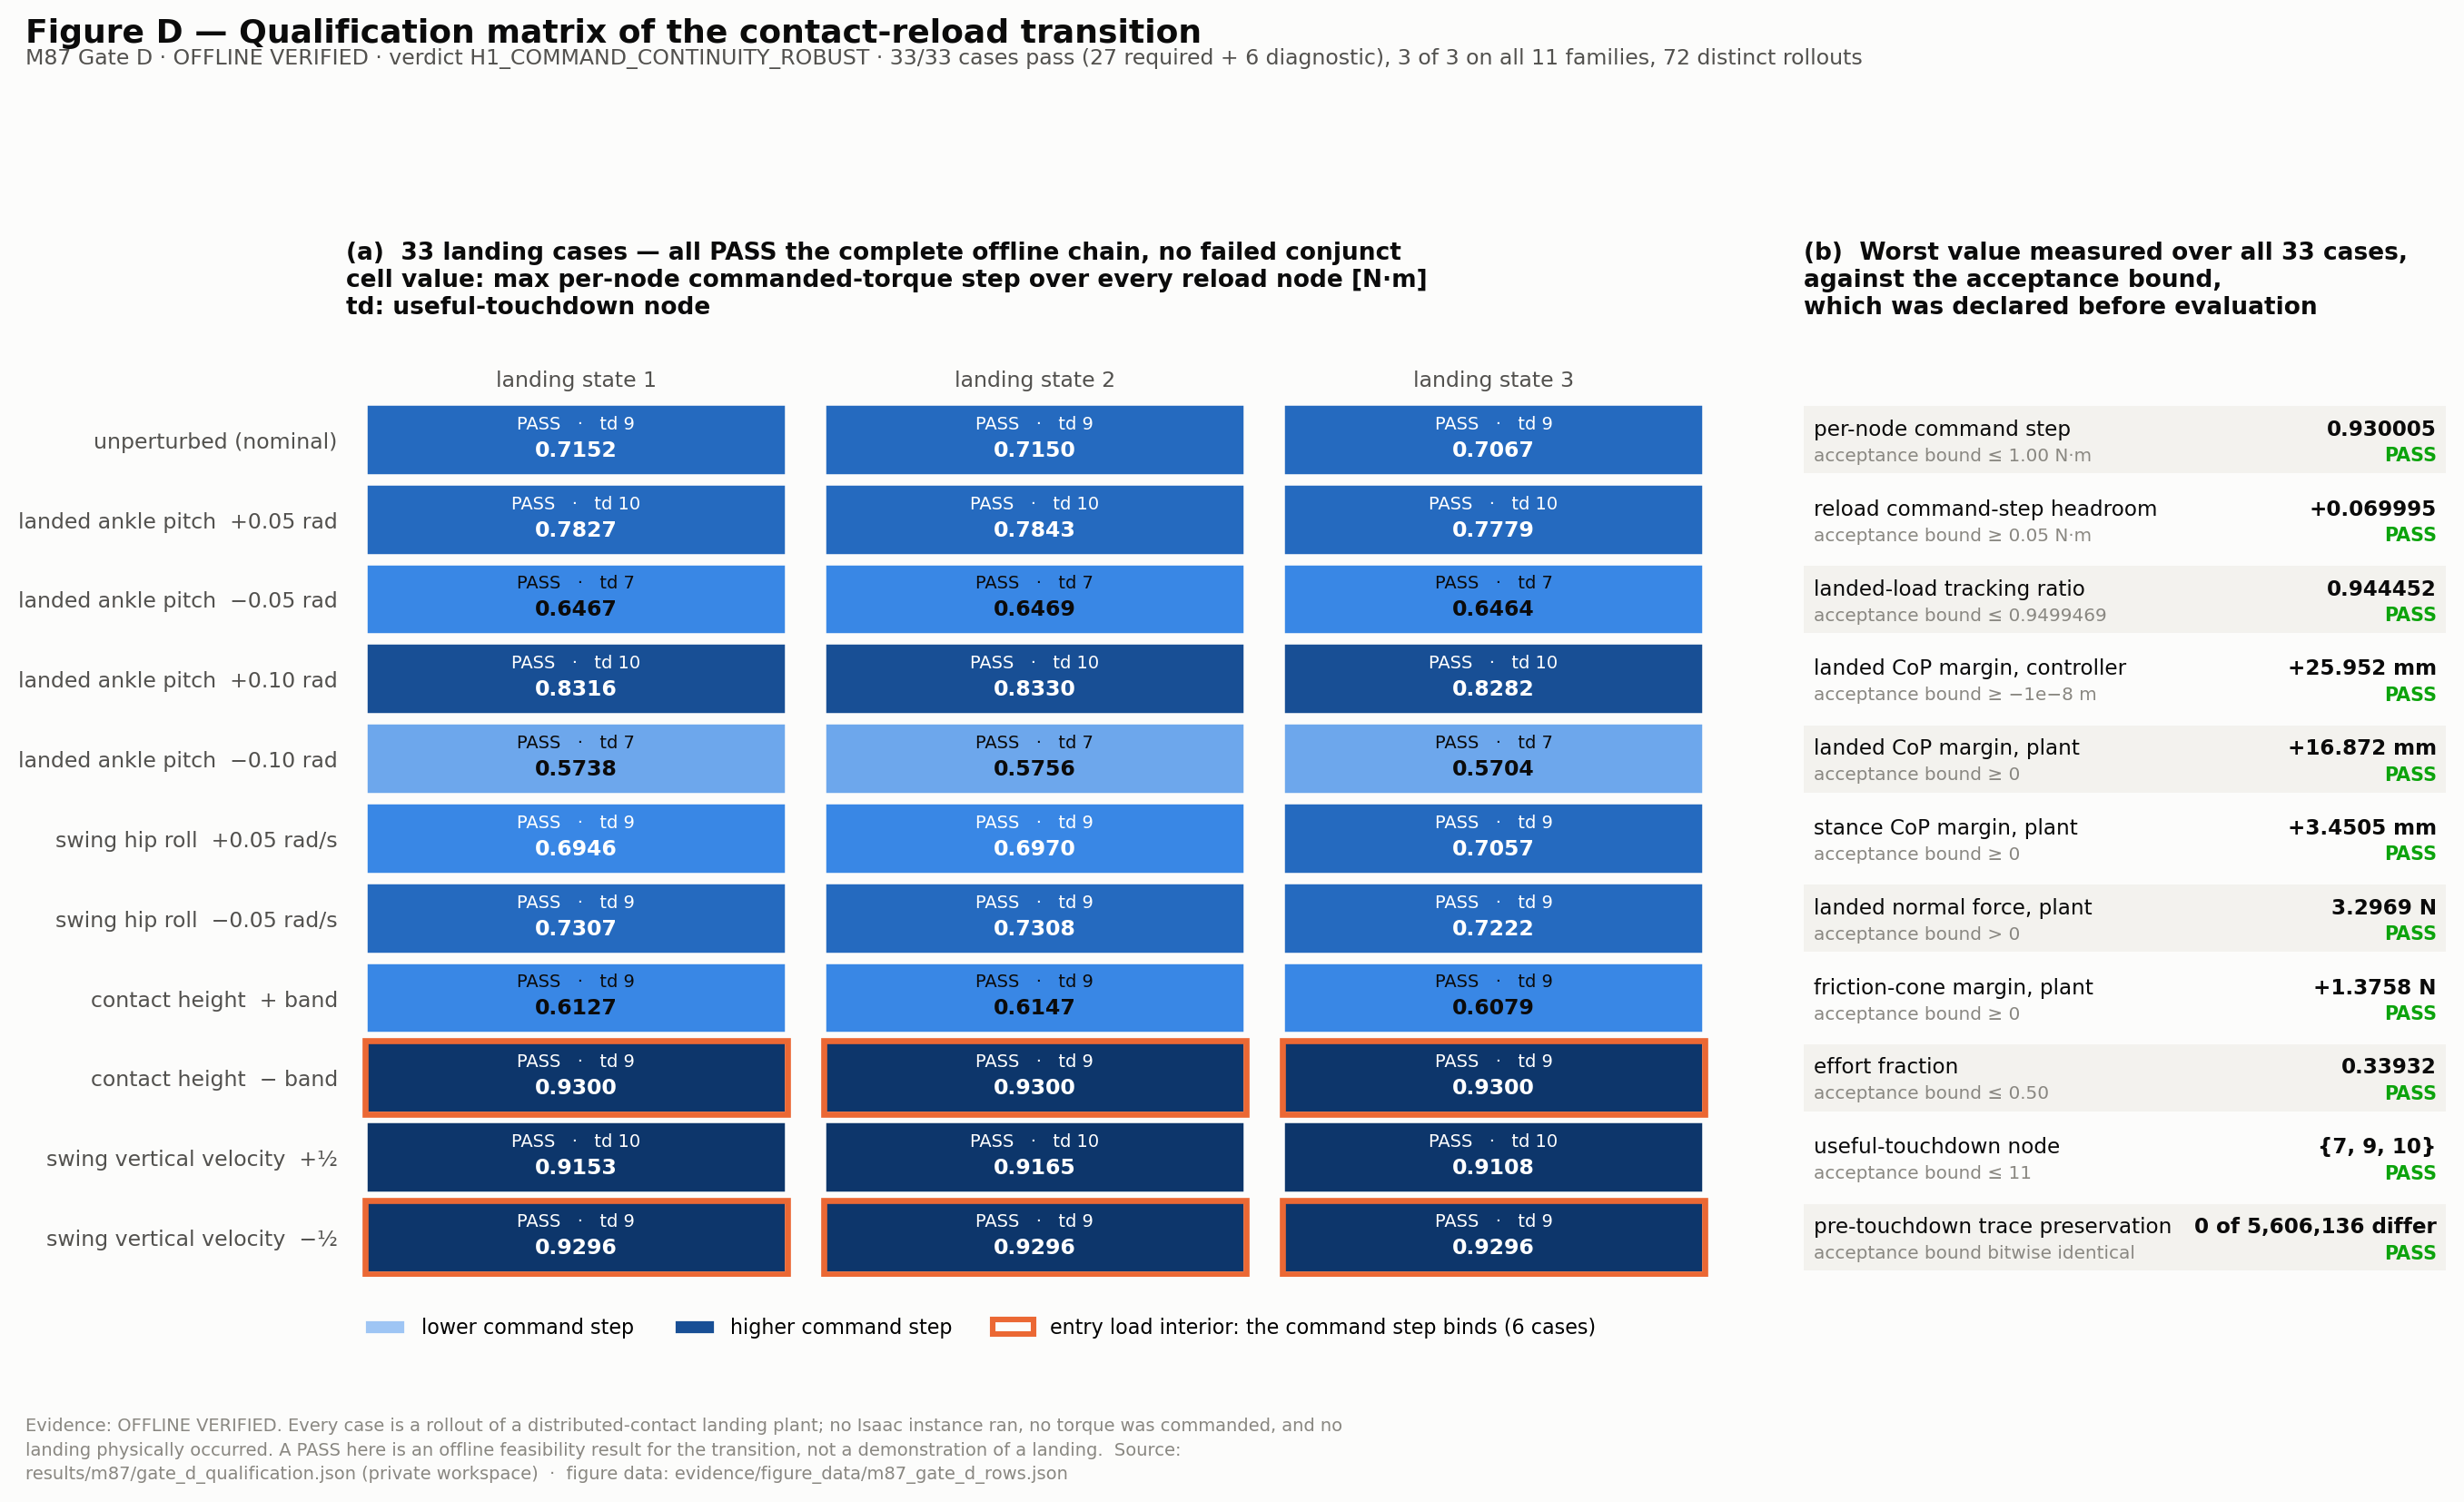 Figure D — Qualification matrix of the contact-reload transition
M87 Gate D · OFFLINE VERIFIED · verdict H1_COMMAND_CONTINUITY_ROBUST · 33/33 cases pass (27 required + 6 diagnostic), 3 of 3 on all 11 families, 72 distinct rollouts
(a)  33 landing cases — all PASS the complete offline chain, no failed conjunct
cell value: max per-node commanded-torque step over every reload node [N·m]
td: useful-touchdown node
landing state 1
landing state 2
landing state 3
unperturbed (nominal)
PASS · td 9
0.7152
PASS · td 9
0.7150
PASS · td 9
0.7067
landed ankle pitch +0.05 rad
PASS · td 10
0.7827
PASS · td 10
0.7843
PASS · td 10
0.7779
landed ankle pitch −0.05 rad
PASS · td 7
0.6467
PASS · td 7
0.6469
PASS · td 7
0.6464
landed ankle pitch +0.10 rad
PASS · td 10
0.8316
PASS · td 10
0.8330
PASS · td 10
0.8282
landed ankle pitch −0.10 rad
PASS · td 7
0.5738
PASS · td 7
0.5756
PASS · td 7
0.5704
swing hip roll +0.05 rad/s
PASS · td 9
0.6946
PASS · td 9
0.6970
PASS · td 9
0.7057
swing hip roll −0.05 rad/s
PASS · td 9
0.7307
PASS · td 9
0.7308
PASS · td 9
0.7222
contact height + band
PASS · td 9
0.6127
PASS · td 9
0.6147
PASS · td 9
0.6079
contact height − band
PASS · td 9
0.9300
PASS · td 9
0.9300
PASS · td 9
0.9300
swing vertical velocity +½
PASS · td 10
0.9153
PASS · td 10
0.9165
PASS · td 10
0.9108
swing vertical velocity −½
PASS · td 9
0.9296
PASS · td 9
0.9296
PASS · td 9
0.9296
lower command step
higher command step
entry load interior: the command step binds (6 cases)
(b)  Worst value measured over all 33 cases,
against the acceptance bound,
which was declared before evaluation
per-node command step 0.930005
acceptance bound ≤ 1.00 N·m PASS
reload command-step headroom +0.069995
acceptance bound ≥ 0.05 N·m PASS
landed-load tracking ratio 0.944452
acceptance bound ≤ 0.9499469 PASS
landed CoP margin, controller +25.952 mm
acceptance bound ≥ −1e−8 m PASS
landed CoP margin, plant +16.872 mm
acceptance bound ≥ 0 PASS
stance CoP margin, plant +3.4505 mm
acceptance bound ≥ 0 PASS
landed normal force, plant 3.2969 N
acceptance bound > 0 PASS
friction-cone margin, plant +1.3758 N
acceptance bound ≥ 0 PASS
effort fraction 0.33932
acceptance bound ≤ 0.50 PASS
useful-touchdown node {7, 9, 10}
acceptance bound ≤ 11 PASS
pre-touchdown trace preservation 0 of 5,606,136 differ
acceptance bound bitwise identical PASS
Evidence: OFFLINE VERIFIED. Every case is a rollout of a distributed-contact landing plant; no Isaac instance ran, no torque was commanded, and no
landing physically occurred. A PASS here is an offline feasibility result for the transition, not a demonstration of a landing.  Source:
results/m87/gate_d_qualification.json (private workspace)  ·  figure data: evidence/figure_data/m87_gate_d_rows.json